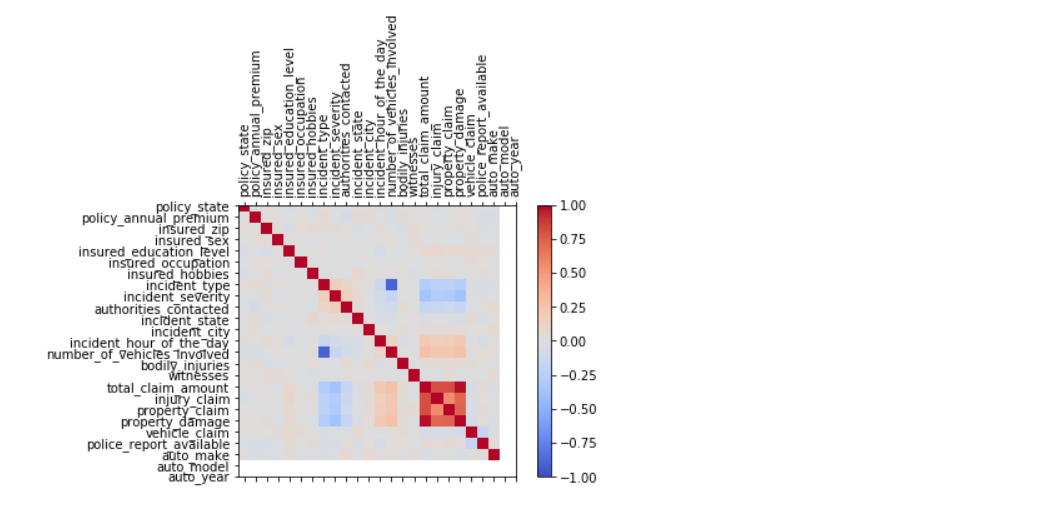 policy_state
policy_annual_premium
insured_zip
insured_sex
insured_education_level
insured_occupation
insured_hobbies
incident_type
incident_severity
authorities_contacted
incident_state
incident_city
incident_hour_of_the_day
number_of_vehicles_involved
bodily_injuries
witnesses
total_claim_amount
injury_claim
property_claim
property_damage
vehicle_claim
police_report_available
auto_make
auto_model
auto_year
policy_state
policy_annual_premium
insured_zip
insured_sex
insured_education_level
insured_occupation
insured_hobbies
incident_type
incident_severity
authorities_contacted
incident_state
incident_city
incident_hour_of_the_day
number_of_vehicles_involved
bodily_injuries
witnesses
total_claim_amount
injury_claim
property_claim
property_damage
vehicle_claim
police_report_available
auto_make
auto_model
auto_year
1.00
0.75
0.50
0.25
0.00
−0.25
−0.50
−0.75
−1.00